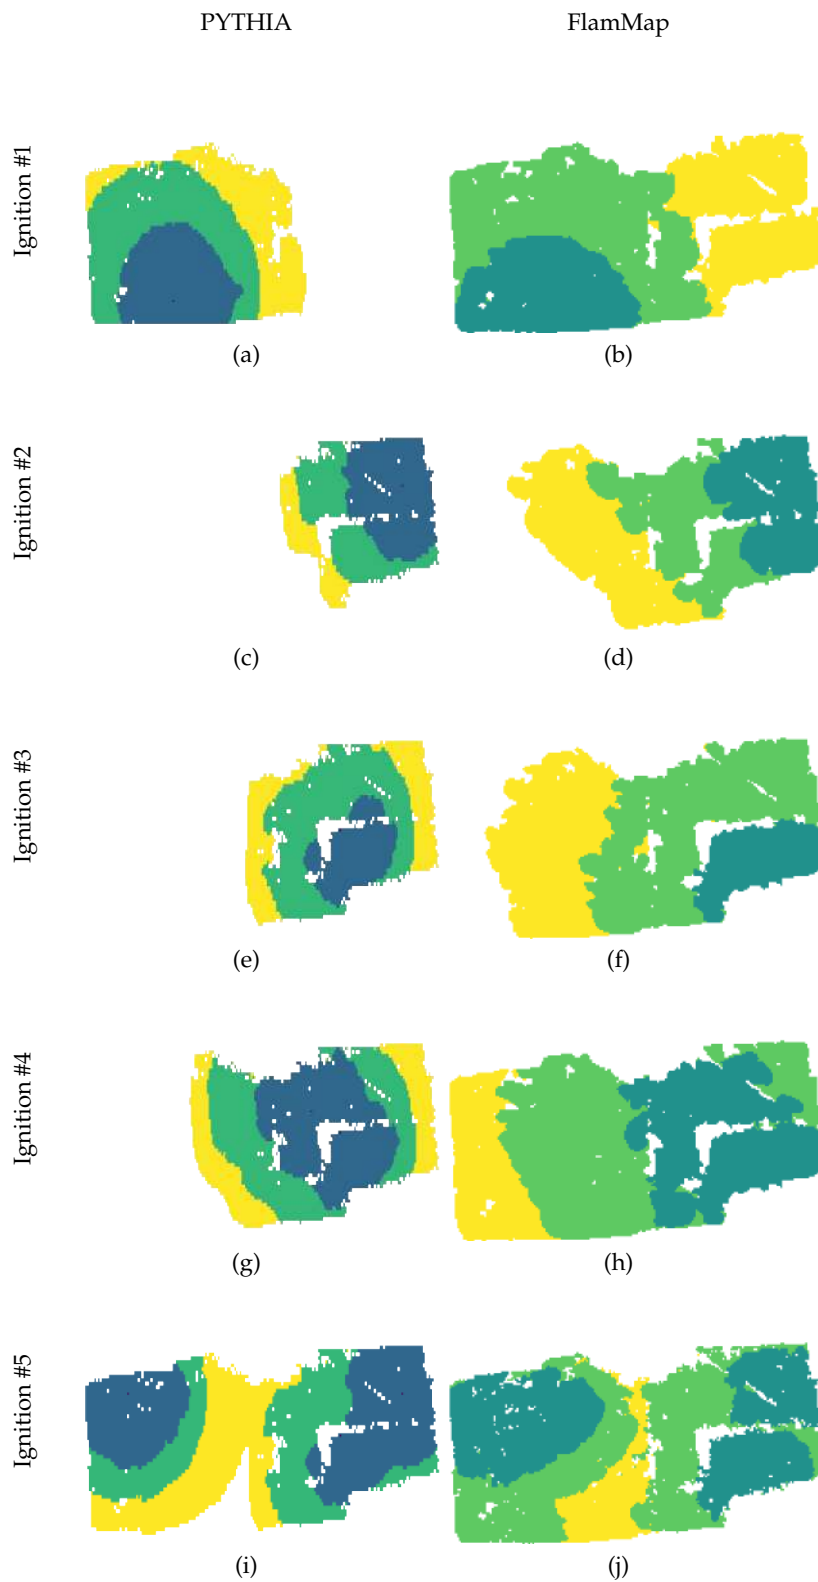 PYTHIA FlamMap
Ignition #1
(a) (b)
Ignition #2
(c) (d)
Ignition #3
(e) (f)
Ignition #4
(g) (h)
Ignition #5
(i) (j)